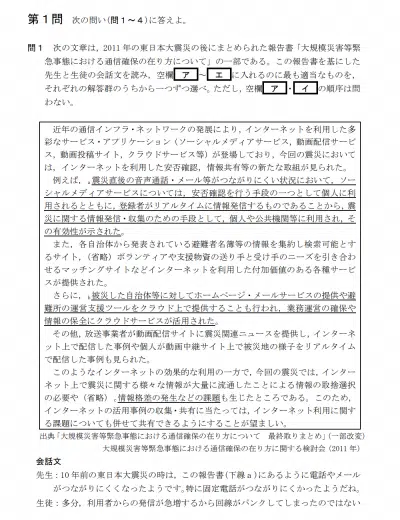 第1問 次の問い(問1～4)に答えよ。
問1 次の文章は，2011年の東日本大震災の後にまとめられた報告書「大規模災害等緊
急事態における通信確保の在り方について」の一部である。この報告書を基にした
先生と生徒の会話文を読み，空欄 ア ～ エ に入れるのに最も適当なものを，
それぞれの解答群のうちから一つずつ選べ。ただし，空欄 ア ・ イ の順序は問
わない。
近年の通信インフラ・ネットワークの発展により，インターネットを利用した多
彩なサービス・アプリケーション（ソーシャルメディアサービス，動画配信サービ
ス，動画投稿サイト，クラウドサービス等）が登場しており，今回の震災において
は，インターネットを利用した安否確認，情報共有等の新たな取組が見られた。
例えば，a震災直後の音声通話・メール等がつながりにくい状況において，ソー
シャルメディアサービスについては，安否確認を行う手段の一つとして個人に利
用されるとともに，登録者がリアルタイムに情報発信するものであることから，震
災に関する情報発信・収集のための手段として，個人や公共機関等に利用され，そ
の有効性が示された。
また，各自治体から発表されている避難者名簿等の情報を集約し検索可能とす
るサイト，（省略）ボランティアや支援物資の送り手と受け手のニーズを引き合わ
せるマッチングサイトなどインターネットを利用した付加価値のある各種サービ
スが提供された。
さらに，被災した自治体等に対してホームページ・メールサービスの提供や避
難所の運営支援ツールをクラウド上で提供することも行われ，業務運営の確保や
情報の保全にクラウドサービスが活用された。
その他，放送事業者が動画配信サイトに震災関連ニュースを提供し，インターネ
ット上で配信した事例や個人が動画中継サイト上で被災地の様子をリアルタイム
で配信した事例も見られた。
このようなインターネットの効果的な利用の一方で，今回の震災では，インター
ネット上で震災に関する様々な情報が大量に流通したことによる情報の取捨選択
の必要や（省略）情報格差の発生などの課題も生じたところである。このため，
インターネットの活用事例の収集・共有に当たっては，インターネット利用に関す
る課題についても併せて共有できるようにすることが望ましい。
出典「大規模災害等緊急事態における通信確保の在り方について 最終取りまとめ」（一部改変）
大規模災害等緊急事態における通信確保の在り方に関する検討会（2011年）
会話文
先生：10年前の東日本大震災の時は，この報告書(下線a)にあるように電話やメール
がつながりにくくなったようです。特に固定電話がつながりにくかったようだね。
生徒：多分，利用者からの発信が急増するから回線がパンクしてしまったのではない